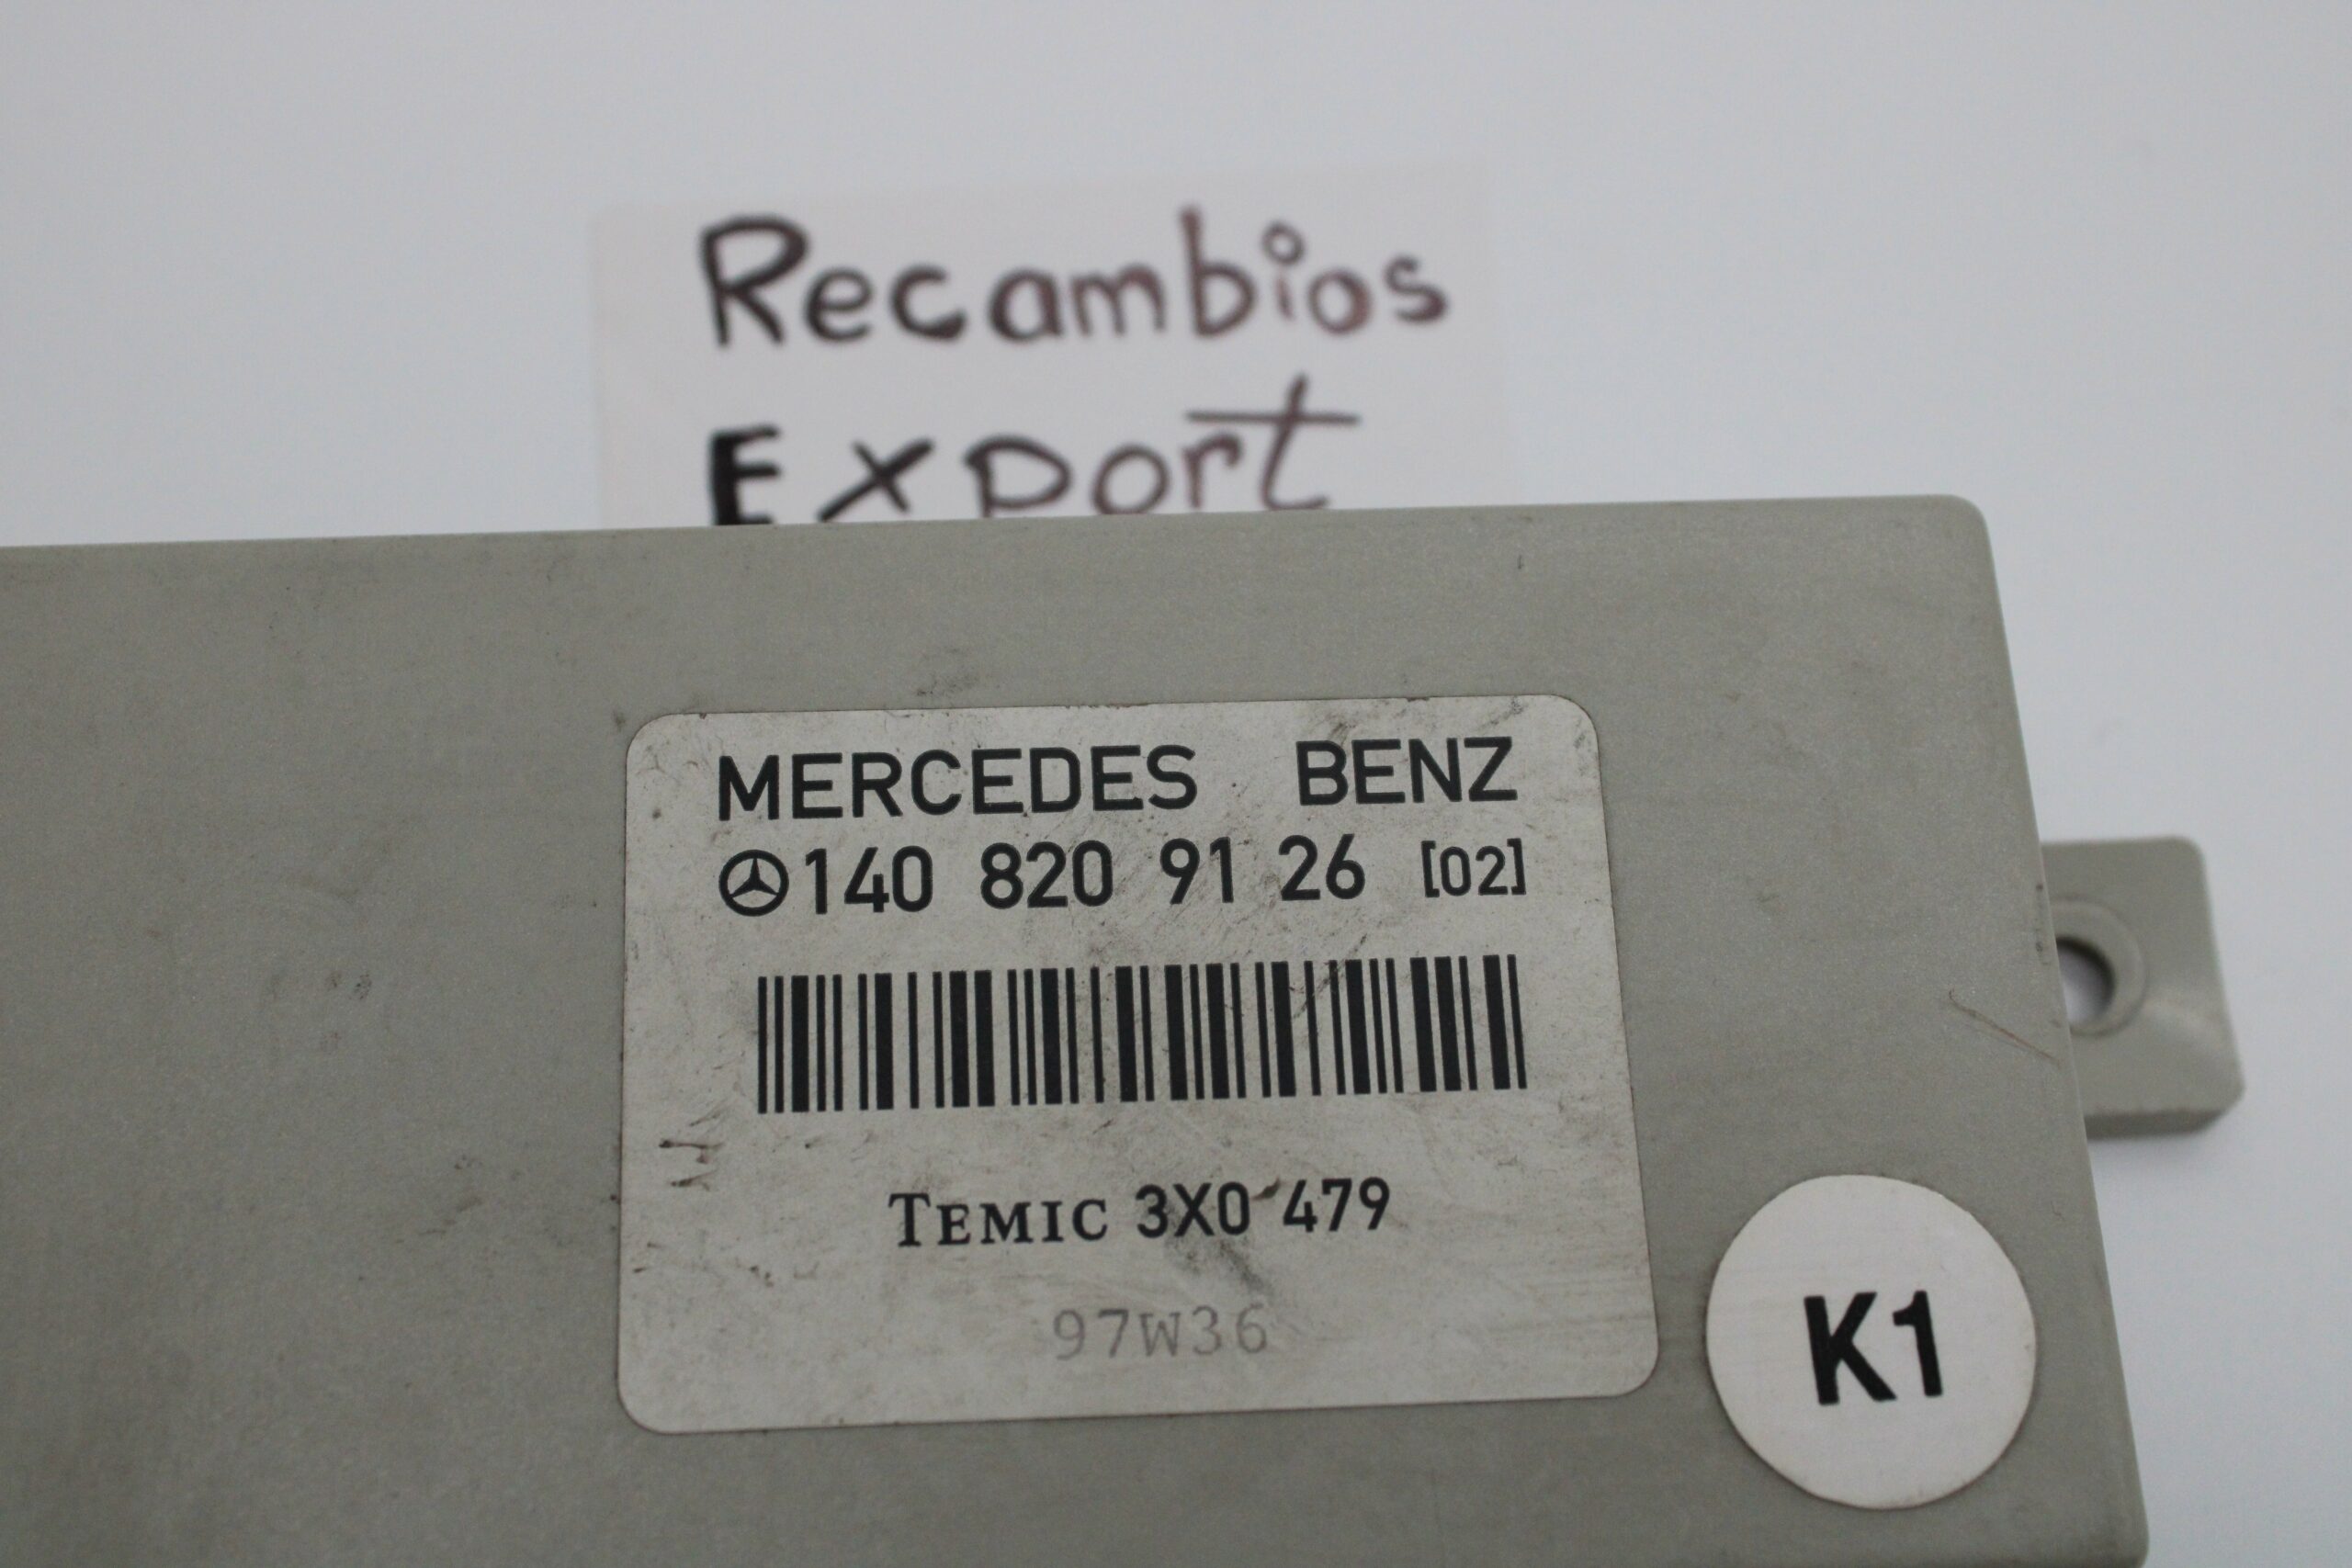 Recambios
Export
MERCEDES BENZ
140 820 91 26 [02]
TEMIC 3X0 479
97W36
K1